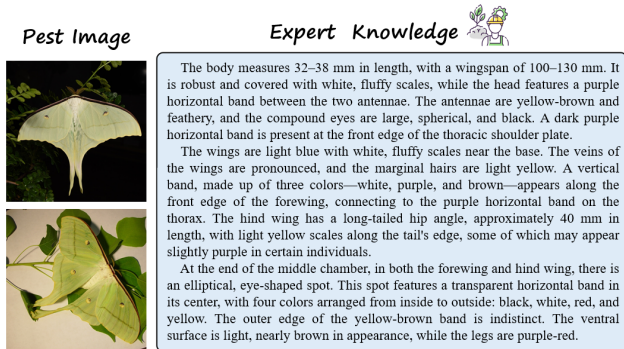 Pest Image
Expert Knowledge
The body measures 32–38 mm in length, with a wingspan of 100–130 mm. It
is robust and covered with white, fluffy scales, while the head features a purple
horizontal band between the two antennae. The antennae are yellow-brown and
feathery, and the compound eyes are large, spherical, and black. A dark purple
horizontal band is present at the front edge of the thoracic shoulder plate.
The wings are light blue with white, fluffy scales near the base. The veins of
the wings are pronounced, and the marginal hairs are light yellow. A vertical
band, made up of three colors—white, purple, and brown—appears along the
front edge of the forewing, connecting to the purple horizontal band on the
thorax. The hind wing has a long-tailed hip angle, approximately 40 mm in
length, with light yellow scales along the tail's edge, some of which may appear
slightly purple in certain individuals.
At the end of the middle chamber, in both the forewing and hind wing, there is
an elliptical, eye-shaped spot. This spot features a transparent horizontal band in
its center, with four colors arranged from inside to outside: black, white, red, and
yellow. The outer edge of the yellow-brown band is indistinct. The ventral
surface is light, nearly brown in appearance, while the legs are purple-red.